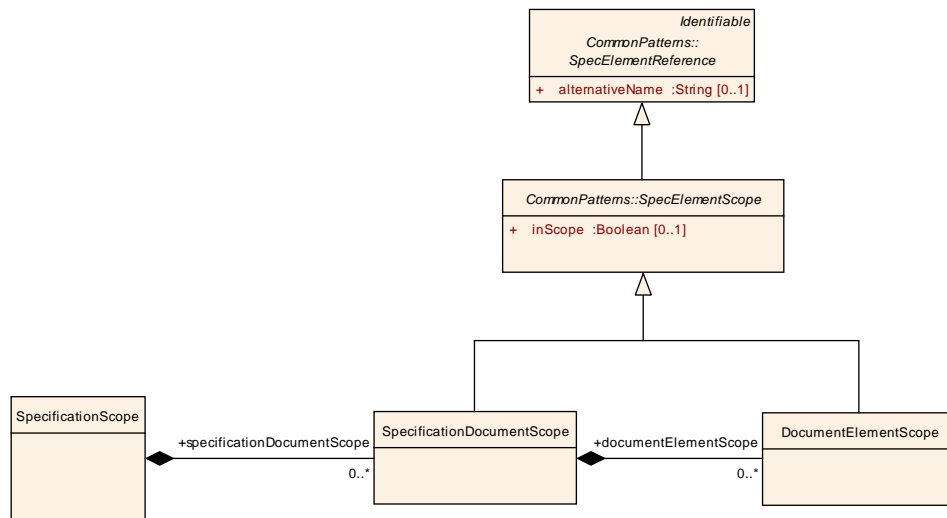 Identifiable
CommonPatterns::
SpecElementReference
+ alternativeName :String [0..1]
CommonPatterns::SpecElementScope
+ inScope :Boolean [0..1]
SpecificationScope
+specificationDocumentScope
0..*
SpecificationDocumentScope
+documentElementScope
0..*
DocumentElementScope